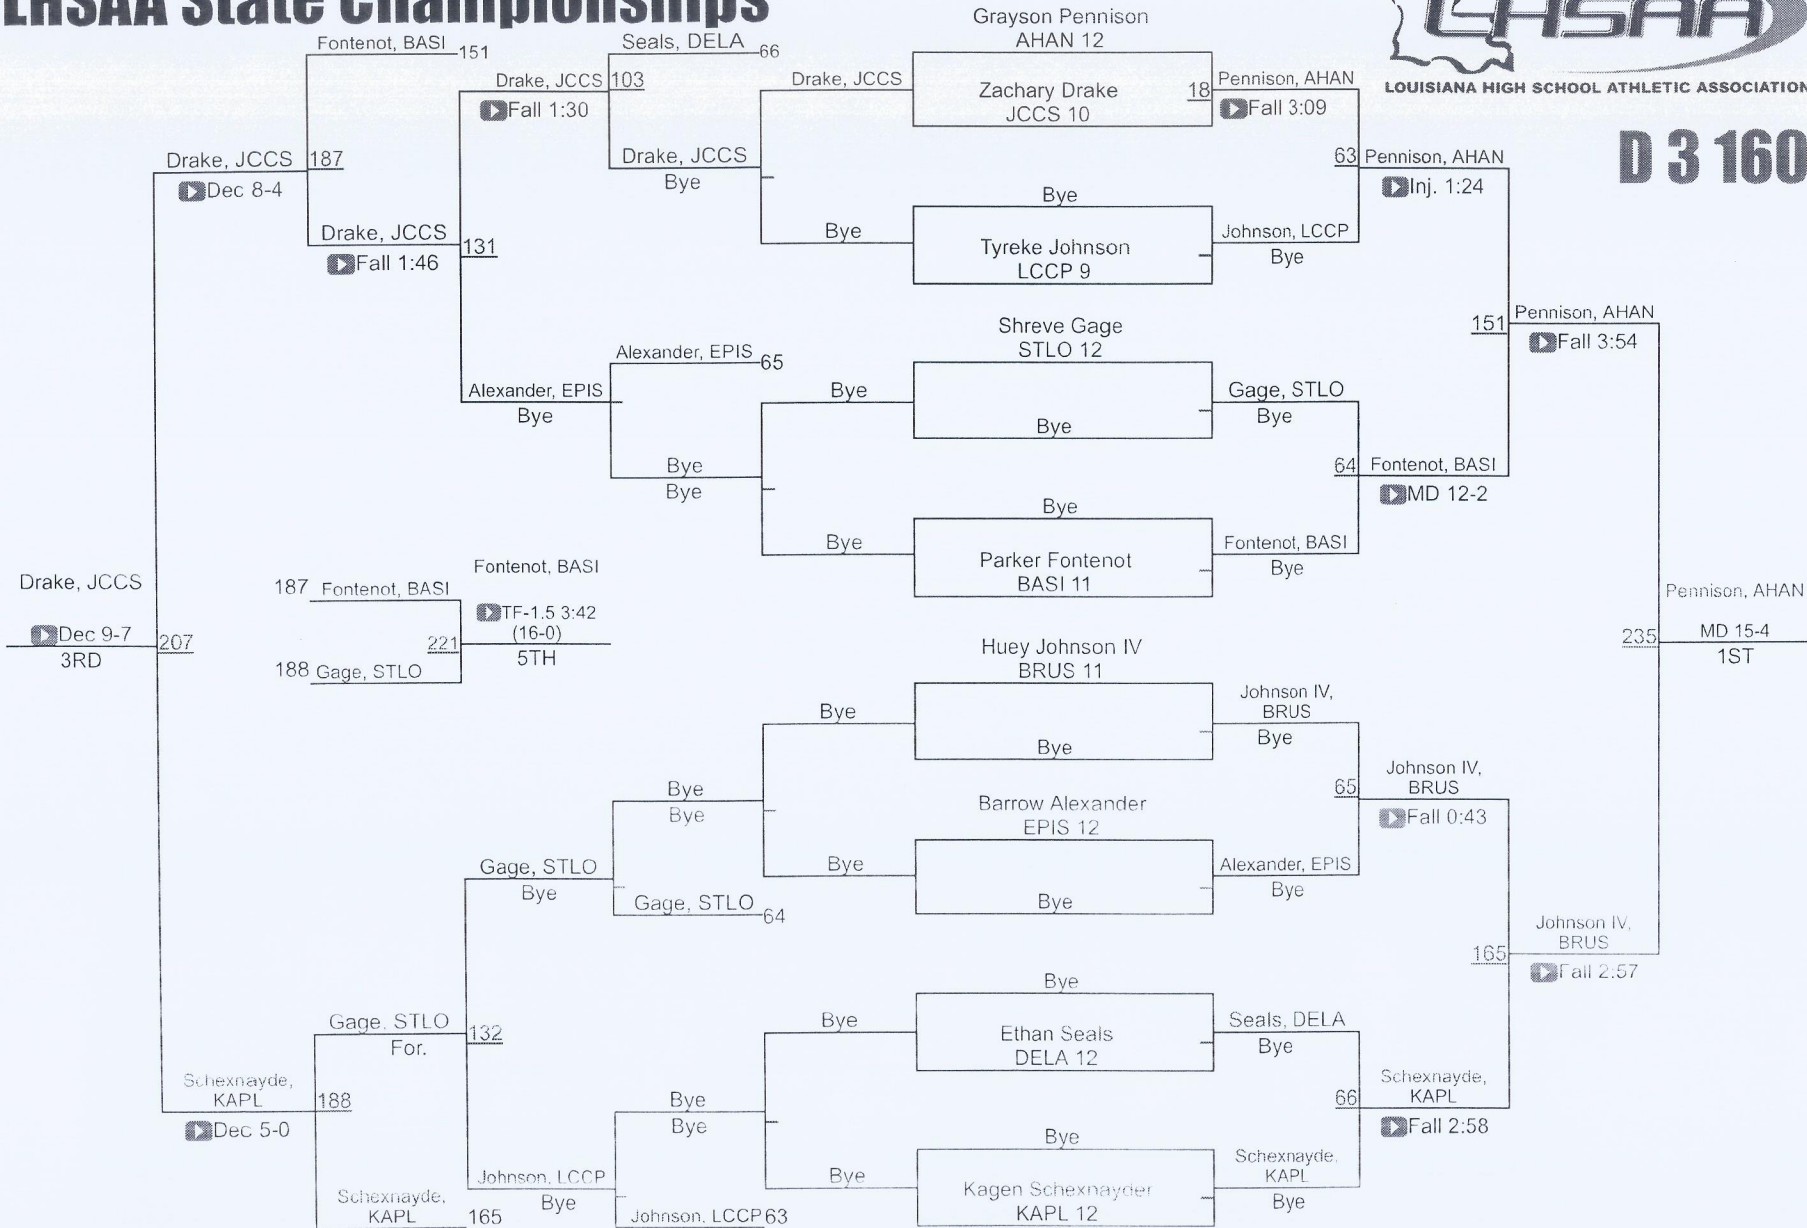 LHSAA State Championships
LHSAA
LOUISIANA HIGH SCHOOL ATHLETIC ASSOCIATION
D 3 160
Grayson Pennison
AHAN 12
Zachary Drake
JCCS 10
18
Bye
Tyreke Johnson
LCCP 9
Shreve Gage
STLO 12
Bye
Bye
Parker Fontenot
BASI 11
Huey Johnson IV
BRUS 11
Bye
Barrow Alexander
EPIS 12
Bye
Bye
Ethan Seals
DELA 12
Bye
Kagen Schexnayder
KAPL 12
Pennison, AHAN
Fall 3:09
Johnson, LCCP
Bye
Gage, STLO
Bye
Fontenot, BASI
Bye
Johnson IV,
BRUS
Bye
Alexander, EPIS
Bye
Seals, DELA
Bye
Schexnayde,
KAPL
Bye
63
Pennison, AHAN
Inj. 1:24
64
Fontenot, BASI
MD 12-2
65
Johnson IV,
BRUS
Fall 0:43
66
Schexnayde,
KAPL
Fall 2:58
151
Pennison, AHAN
Fall 3:54
165
Johnson IV,
BRUS
Fall 2:57
235
Pennison, AHAN
MD 15-4
1ST
Drake, JCCS
Bye
Bye
Bye
Bye
Bye
Bye
Bye
Seals, DELA
66
Drake, JCCS
Bye
Alexander, EPIS
65
Bye
Bye
Bye
Bye
Gage, STLO
64
Bye
Bye
Johnson, LCCP
63
Drake, JCCS
103
Fall 1:30
Alexander, EPIS
Bye
Gage, STLO
Bye
Johnson, LCCP
Bye
Fontenot, BASI
151
Drake, JCCS
131
Fall 1:46
Gage, STLO
132
For.
Schexnayde,
KAPL
165
Drake, JCCS
187
Dec 8-4
Schexnayde,
KAPL
188
Dec 5-0
Drake, JCCS
Dec 9-7
207
3RD
187 Fontenot, BASI
188 Gage, STLO
221
Fontenot, BASI
TF-1.5 3:42
(16-0)
5TH